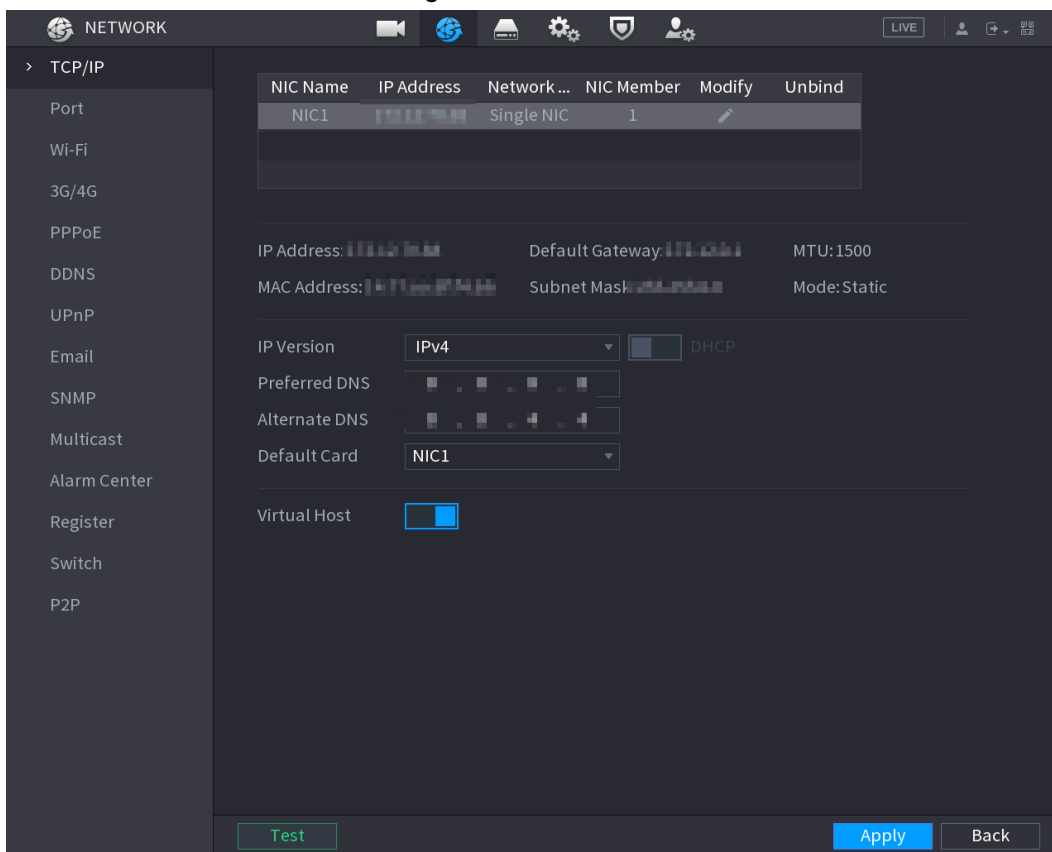 NETWORK
LIVE
TCP/IP
Port
Wi-Fi
3G/4G
PPPoE
DDNS
UPnP
Email
SNMP
Multicast
Alarm Center
Register
Switch
P2P
NIC Name IP Address Network ... NIC Member Modify Unbind
NIC1 Single NIC 1
IP Address: Default Gateway: MTU:1500
MAC Address: Subnet Mask Mode:Static
IP Version IPv4 DHCP
Preferred DNS
Alternate DNS
Default Card NIC1
Virtual Host
Test Apply Back